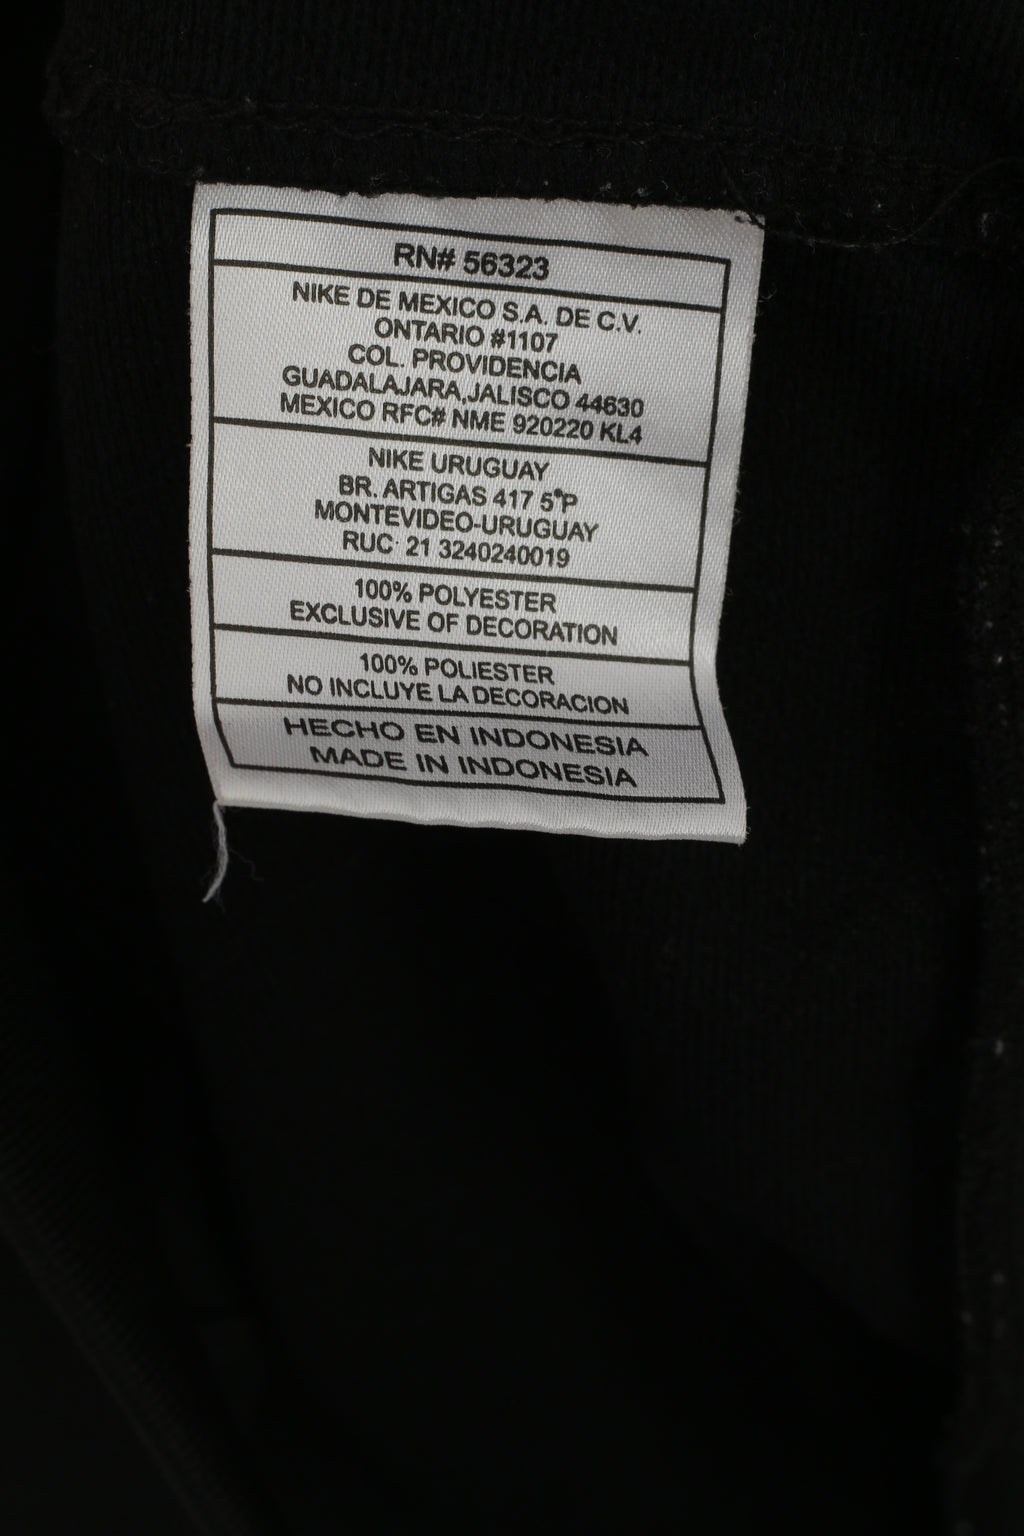 RN# 56323
NIKE DE MEXICO S.A. DE C.V.
ONTARIO #1107
COL. PROVIDENCIA
GUADALAJARA,JALISCO 44630
MEXICO RFC# NME 920220 KL4
NIKE URUGUAY
BR. ARTIGAS 417 5°P
MONTEVIDEO-URUGUAY
RUC· 21 3240240019
100% POLYESTER
EXCLUSIVE OF DECORATION
100% POLIESTER
NO INCLUYE LA DECORACION
HECHO EN INDONESIA
MADE IN INDONESIA